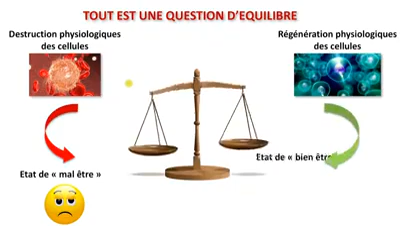 TOUT EST UNE QUESTION D'EQUILIBRE
Destruction physiologiques
des cellules
Régénération physiologiques
des cellules
Etat de « bien être
Etat de « mal être »